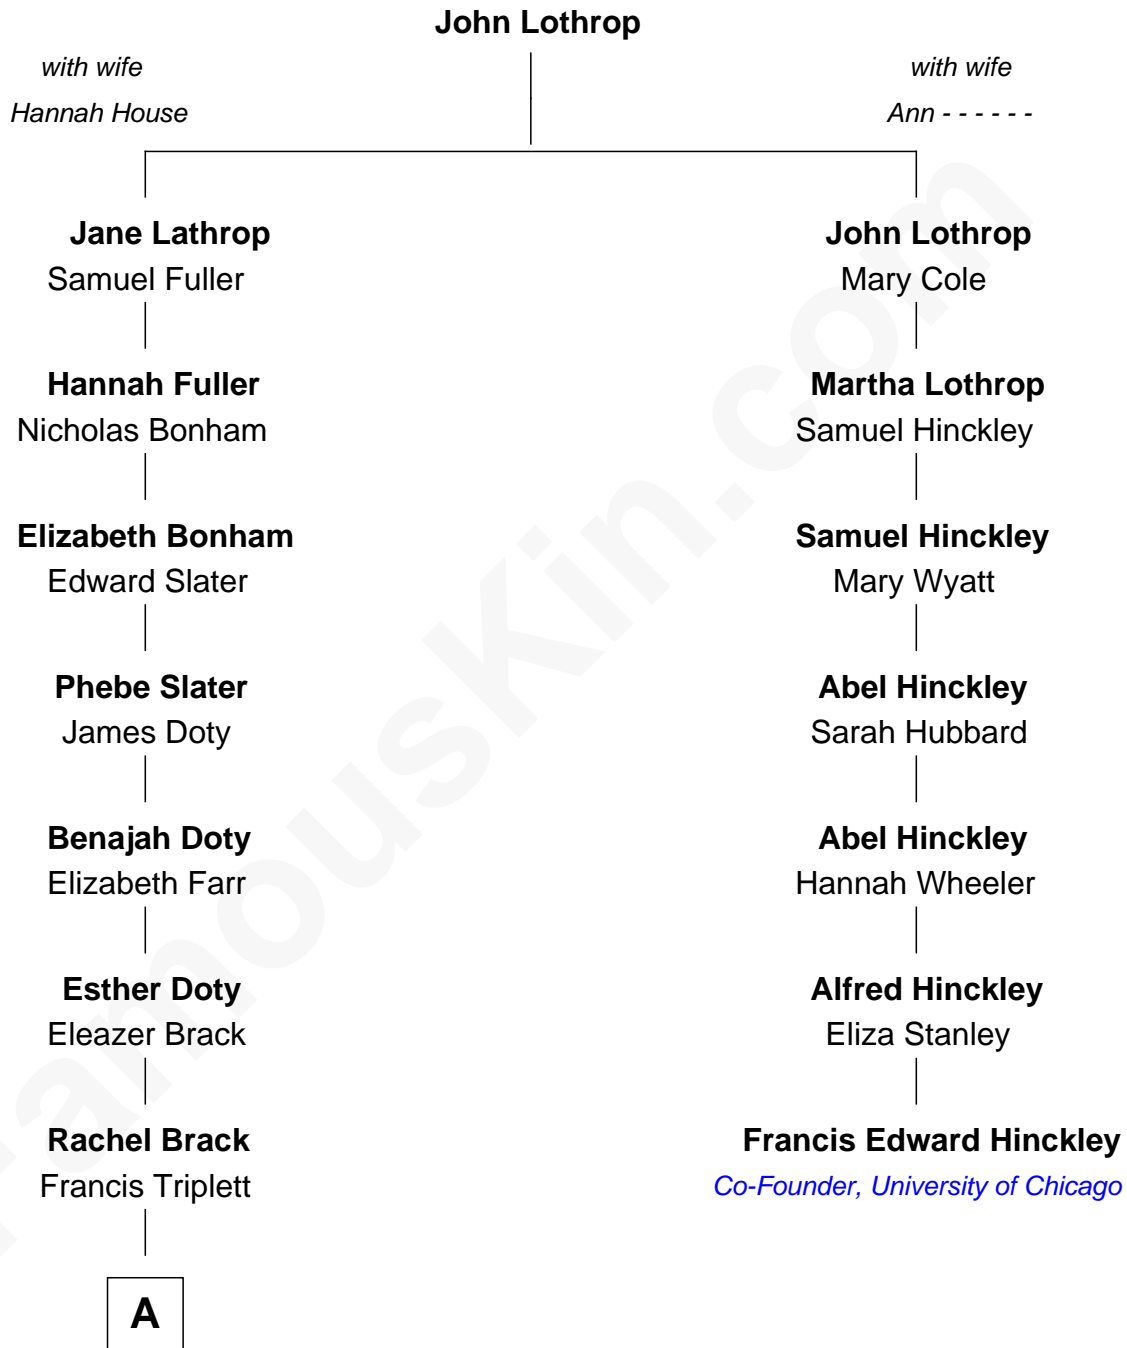 John Lothrop
with wife
Hannah House
with wife
Ann - - - - - -
Jane Lathrop
Samuel Fuller
John Lothrop
Mary Cole
Hannah Fuller
Nicholas Bonham
Martha Lothrop
Samuel Hinckley
Elizabeth Bonham
Edward Slater
Samuel Hinckley
Mary Wyatt
Phebe Slater
James Doty
Abel Hinckley
Sarah Hubbard
Benajah Doty
Elizabeth Farr
Abel Hinckley
Hannah Wheeler
Esther Doty
Eleazer Brack
Alfred Hinckley
Eliza Stanley
Rachel Brack
Francis Triplett
Francis Edward Hinckley
Co-Founder, University of Chicago
A
FamousKin.com